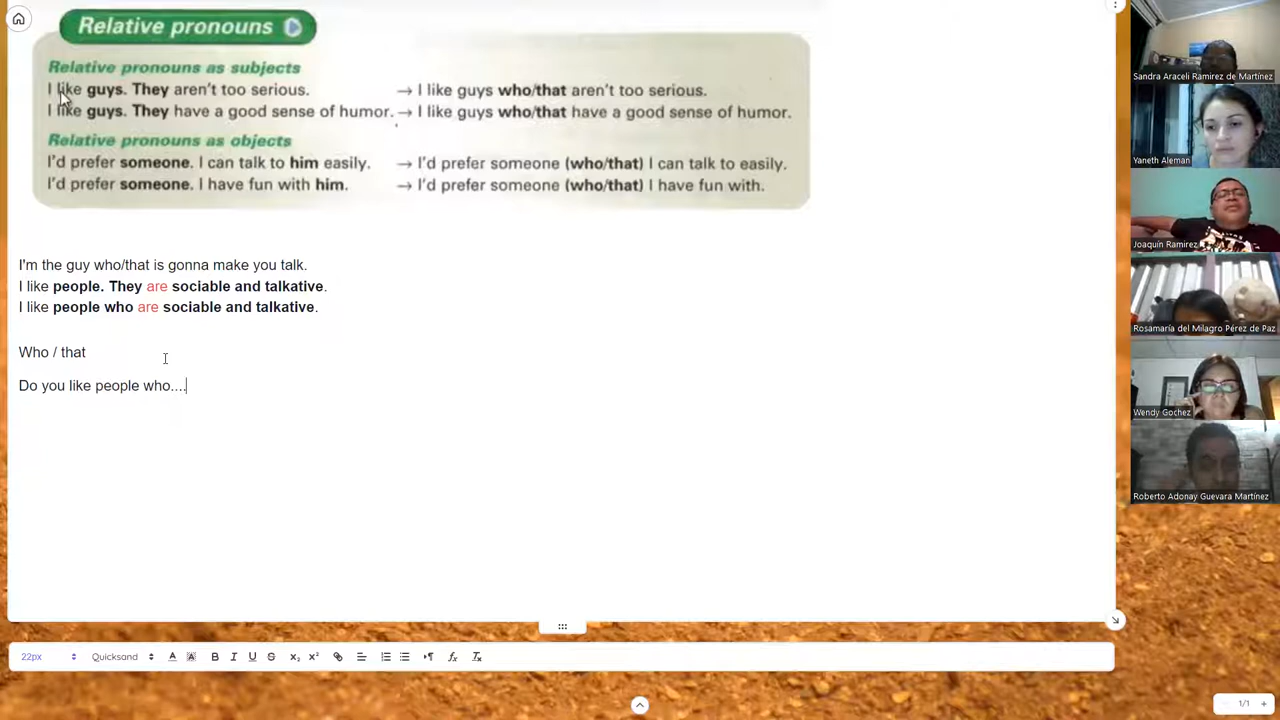 Relative pronouns
Relative pronouns as subjects
I like guys. They aren't too serious. → I like guys who/that aren't too serious.
I like guys. They have a good sense of humor. → I like guys who/that have a good sense of humor.
Relative pronouns as objects
I'd prefer someone. I can talk to him easily. → I'd prefer someone (who/that) I can talk to easily.
I'd prefer someone. I have fun with him. → I'd prefer someone (who/that) I have fun with.
I'm the guy who/that is gonna make you talk.
I like people. They are sociable and talkative.
I like people who are sociable and talkative.
Who / that
Do you like people who....
22px Quicksand
1/1
Sandra Araceli Ramirez de Martínez
Yaneth Aleman
Joaquín Ramirez
Rosamaría del Milagro Pérez de Paz
Wendy Gochez
Roberto Adonay Guevara Martínez